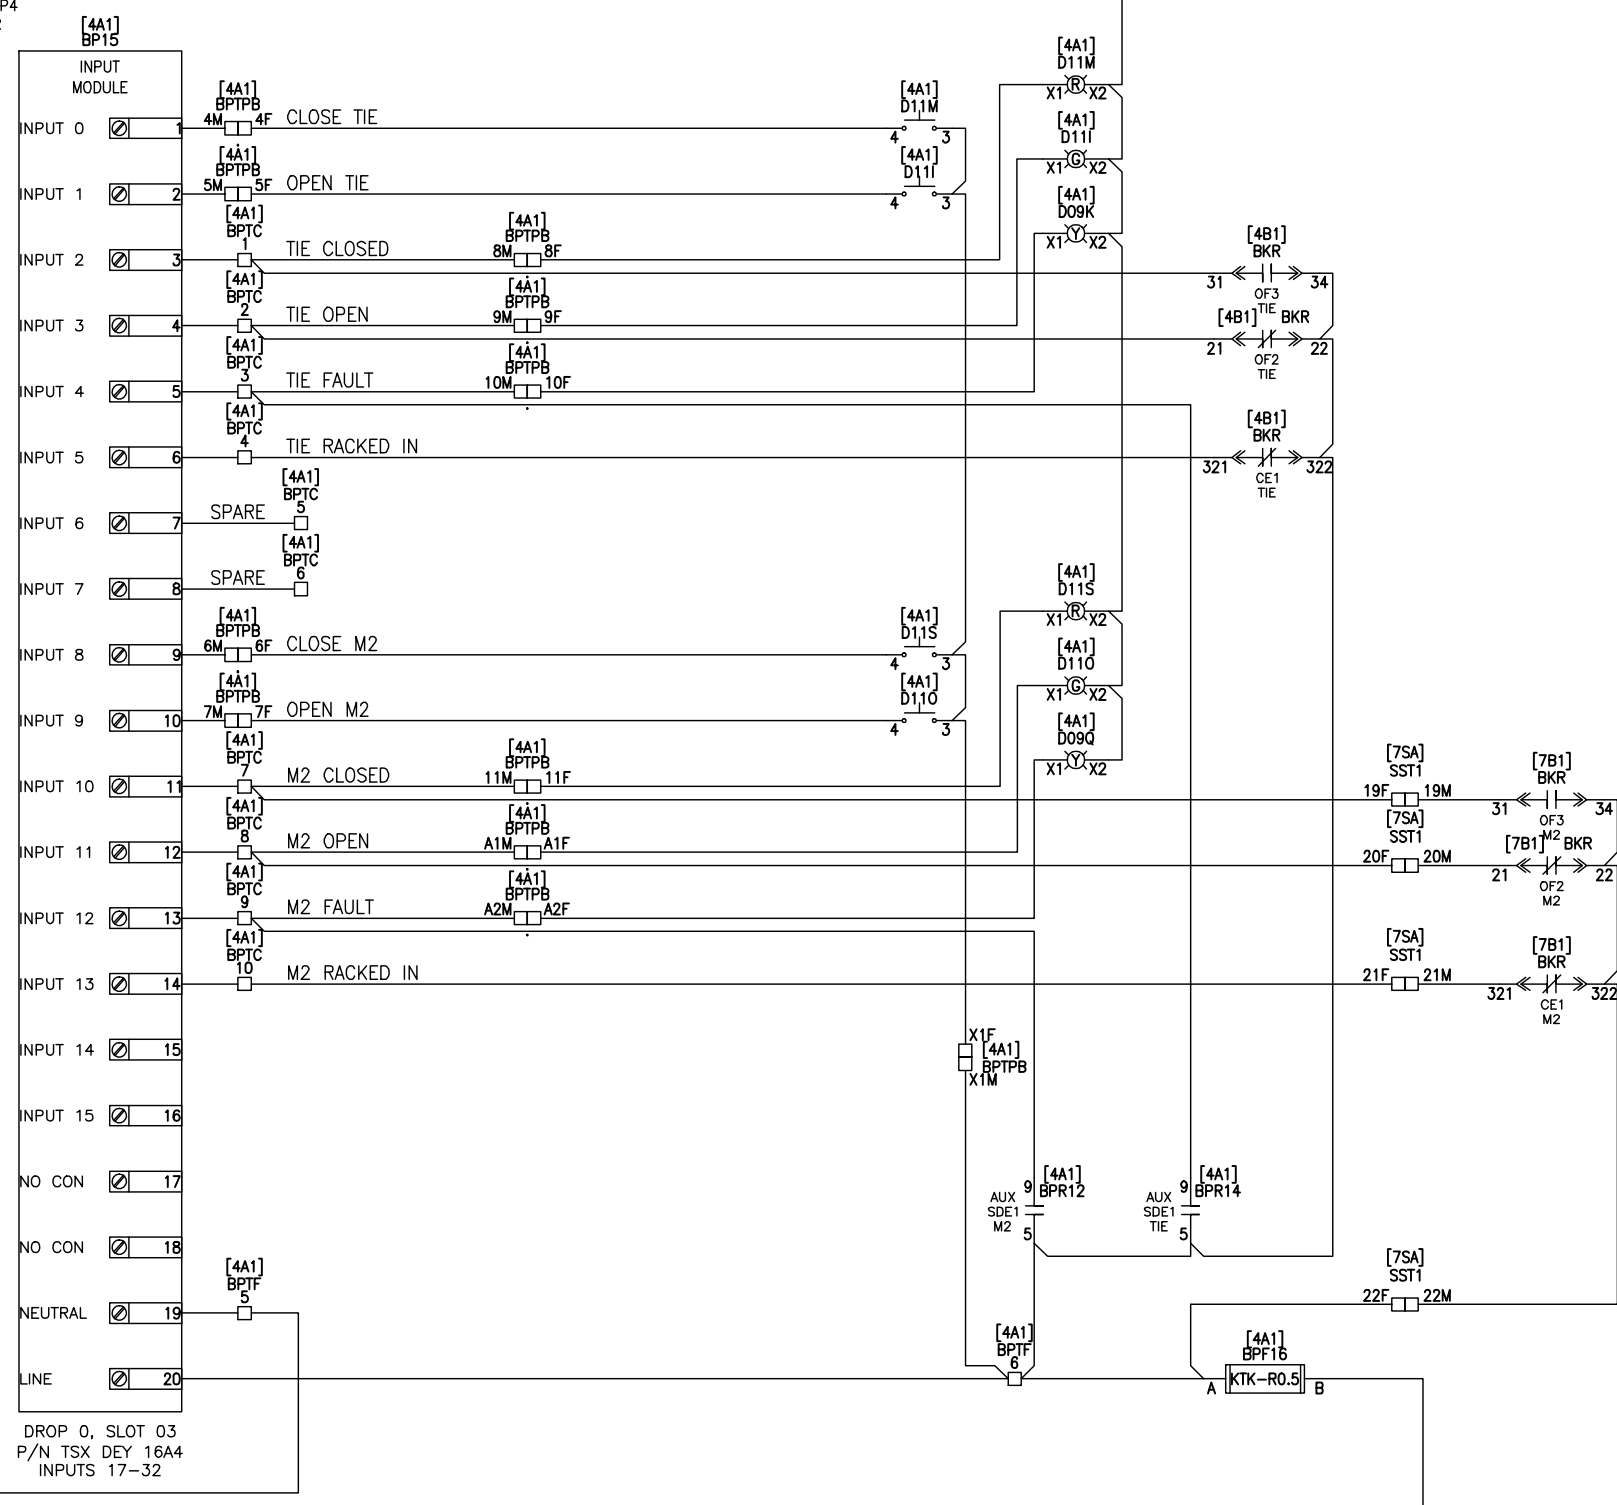 P4
[4A1]
BP15
INPUT
MODULE
[4A1]
BPTPB
INPUT 0
1
4M
4F
CLOSE TIE
[4A1]
D11M
4
3
[4A1]
D11M
R
X1
X2
[4A1]
BPTPB
INPUT 1
2
5M
5F
OPEN TIE
[4A1]
D11I
4
3
[4A1]
D11I
G
X1
X2
[4A1]
BPTC
1
INPUT 2
3
TIE CLOSED
[4A1]
BPTPB
8M
8F
[4A1]
D09K
Y
X1
X2
[4B1]
BKR
31
34
OF3
TIE
[4A1]
BPTC
2
INPUT 3
4
TIE OPEN
[4A1]
BPTPB
9M
9F
[4B1]
BKR
21
22
OF2
TIE
[4A1]
BPTC
3
INPUT 4
5
TIE FAULT
[4A1]
BPTPB
10M
10F
[4A1]
BPTC
4
INPUT 5
6
TIE RACKED IN
[4B1]
BKR
321
322
CE1
TIE
[4A1]
BPTC
5
INPUT 6
7
SPARE
[4A1]
BPTC
6
INPUT 7
8
SPARE
[4A1]
BPTPB
INPUT 8
9
6M
6F
CLOSE M2
[4A1]
D11S
4
3
[4A1]
D11S
R
X1
X2
[4A1]
BPTPB
INPUT 9
10
7M
7F
OPEN M2
[4A1]
D11O
4
3
[4A1]
D11O
G
X1
X2
[4A1]
BPTC
7
INPUT 10
11
M2 CLOSED
[4A1]
BPTPB
11M
11F
[4A1]
D09Q
Y
X1
X2
[7SA]
SST1
19F
19M
[7B1]
BKR
31
34
OF3
M2
[4A1]
BPTC
8
INPUT 11
12
M2 OPEN
[4A1]
BPTPB
A1M
A1F
[7SA]
SST1
20F
20M
[7B1]
BKR
21
22
OF2
M2
[4A1]
BPTC
9
INPUT 12
13
M2 FAULT
[4A1]
BPTPB
A2M
A2F
[4A1]
BPTC
10
INPUT 13
14
M2 RACKED IN
[7SA]
SST1
21F
21M
[7B1]
BKR
321
322
CE1
M2
INPUT 14
15
X1F
[4A1]
BPTPB
X1M
INPUT 15
16
NO CON
17
AUX
SDE1
M2
9
5
[4A1]
BPR12
AUX
SDE1
TIE
9
5
[4A1]
BPR14
NO CON
18
[4A1]
BPTF
5
NEUTRAL
19
[7SA]
SST1
22F
22M
LINE
20
[4A1]
BPTF
6
[4A1]
BPF16
A
KTK-R0.5
B
DROP 0, SLOT 03
P/N TSX DEY 16A4
INPUTS 17-32